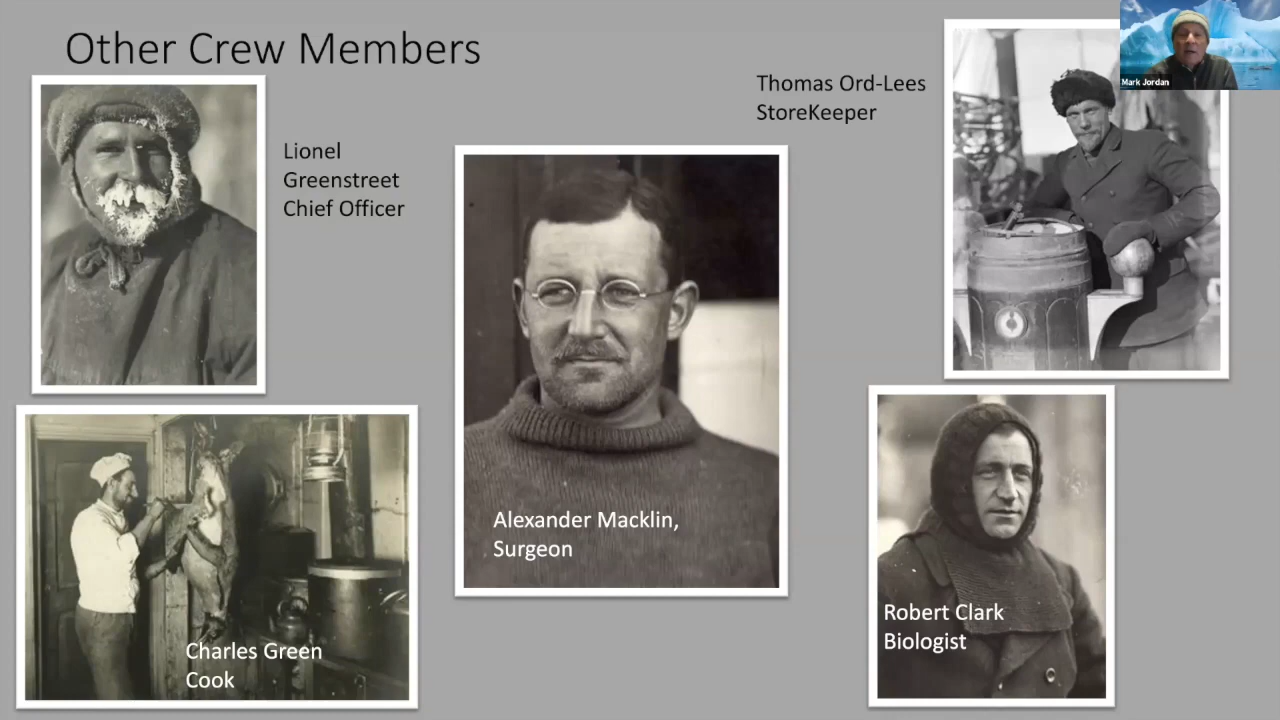 Other Crew Members
Lionel
Greenstreet
Chief Officer
Thomas Ord-Lees
StoreKeeper
Mark Jordan
Alexander Macklin,
Surgeon
Charles Green
Cook
Robert Clark
Biologist